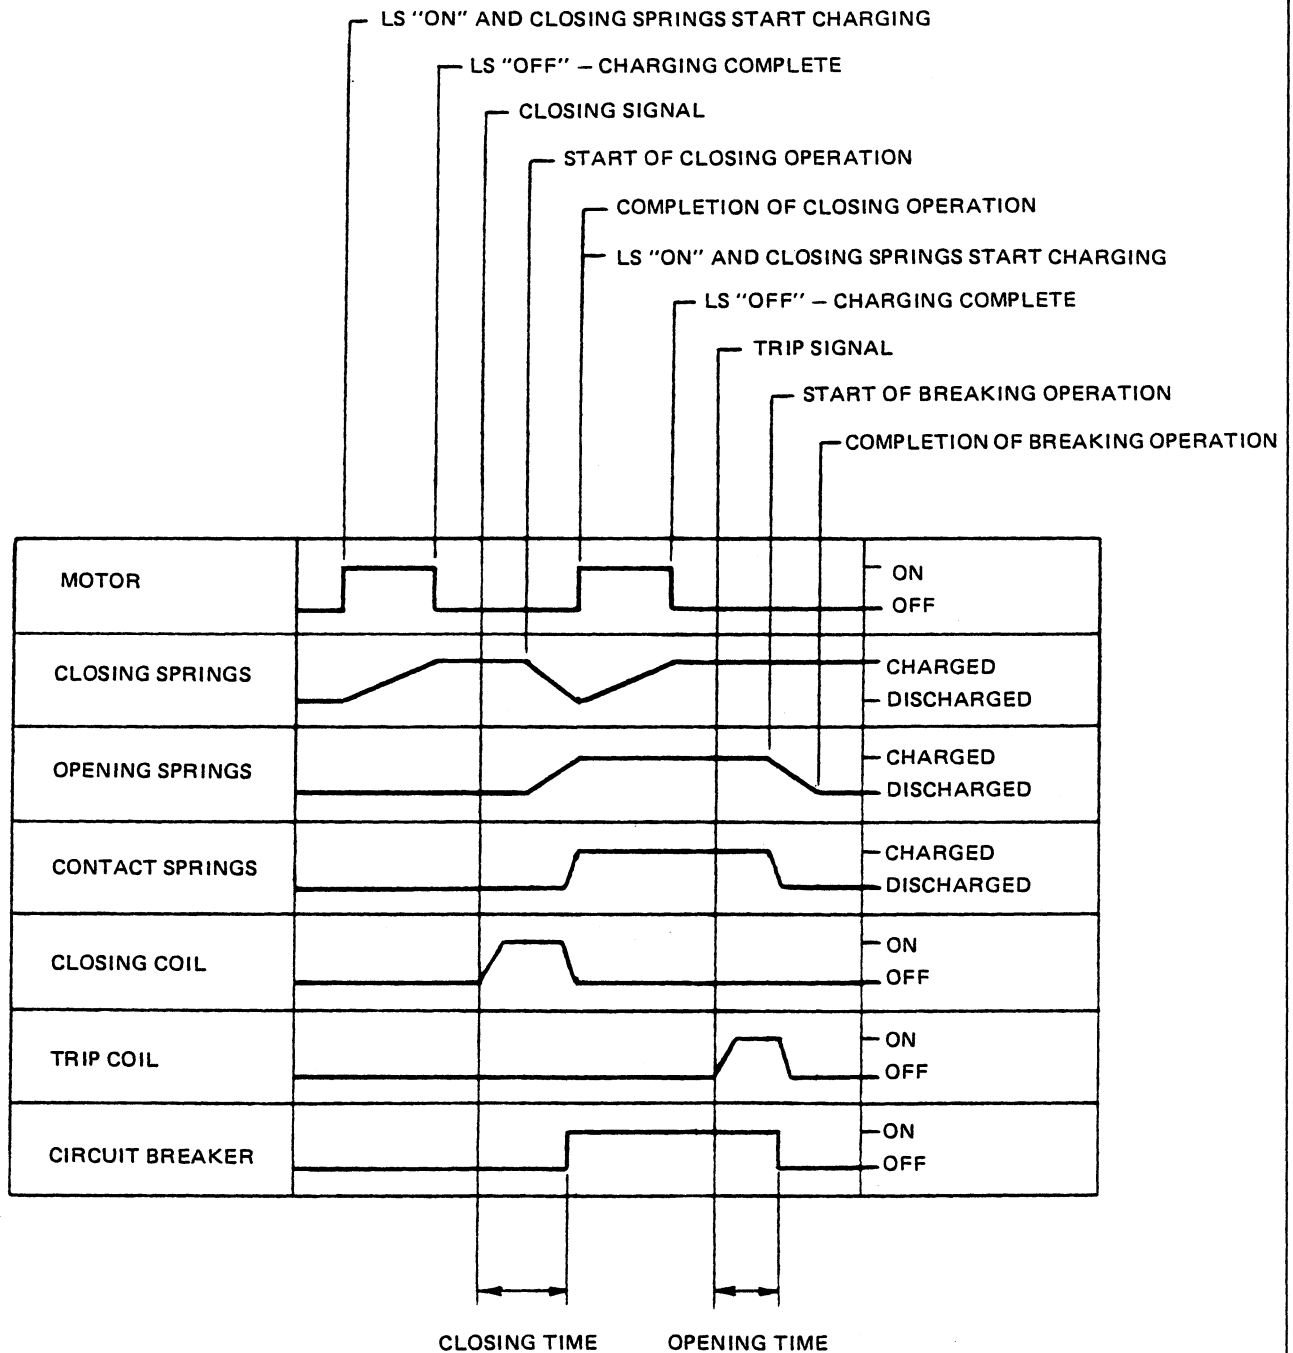 LS "ON" AND CLOSING SPRINGS START CHARGING
LS "OFF" – CHARGING COMPLETE
CLOSING SIGNAL
START OF CLOSING OPERATION
COMPLETION OF CLOSING OPERATION
LS "ON" AND CLOSING SPRINGS START CHARGING
LS "OFF" – CHARGING COMPLETE
TRIP SIGNAL
START OF BREAKING OPERATION
COMPLETION OF BREAKING OPERATION
MOTOR
ON
OFF
CLOSING SPRINGS
CHARGED
DISCHARGED
OPENING SPRINGS
CHARGED
DISCHARGED
CONTACT SPRINGS
CHARGED
DISCHARGED
CLOSING COIL
ON
OFF
TRIP COIL
ON
OFF
CIRCUIT BREAKER
ON
OFF
CLOSING TIME
OPENING TIME